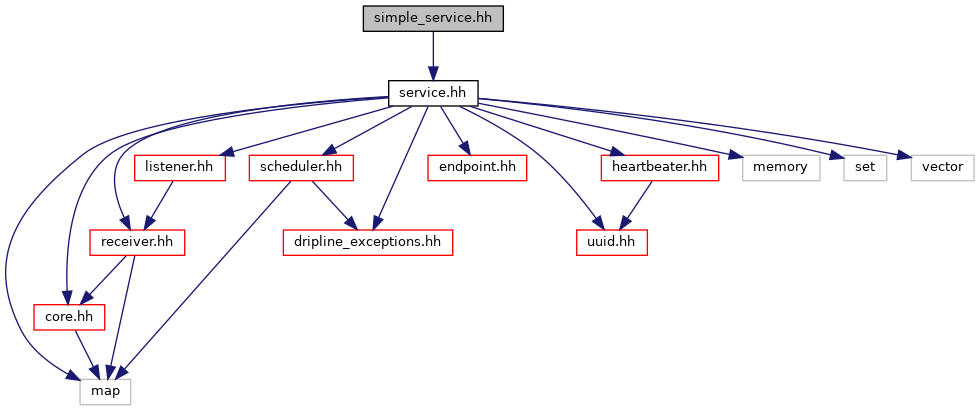 simple_service.hh
service.hh
listener.hh
scheduler.hh
endpoint.hh
heartbeater.hh
memory
set
vector
receiver.hh
dripline_exceptions.hh
uuid.hh
core.hh
map